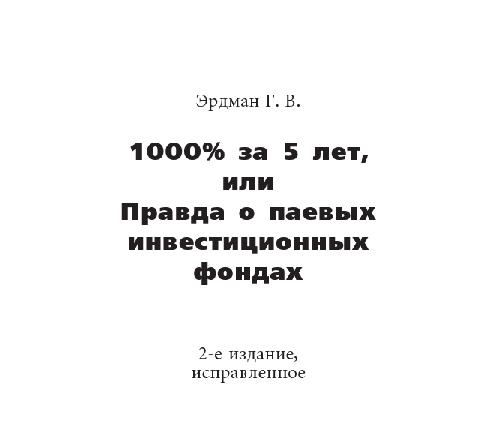 Эрдман Г. В.
1000% за 5 лет,
или
Правда о паевых
инвестиционных
фондах
2-е издание,
исправленное